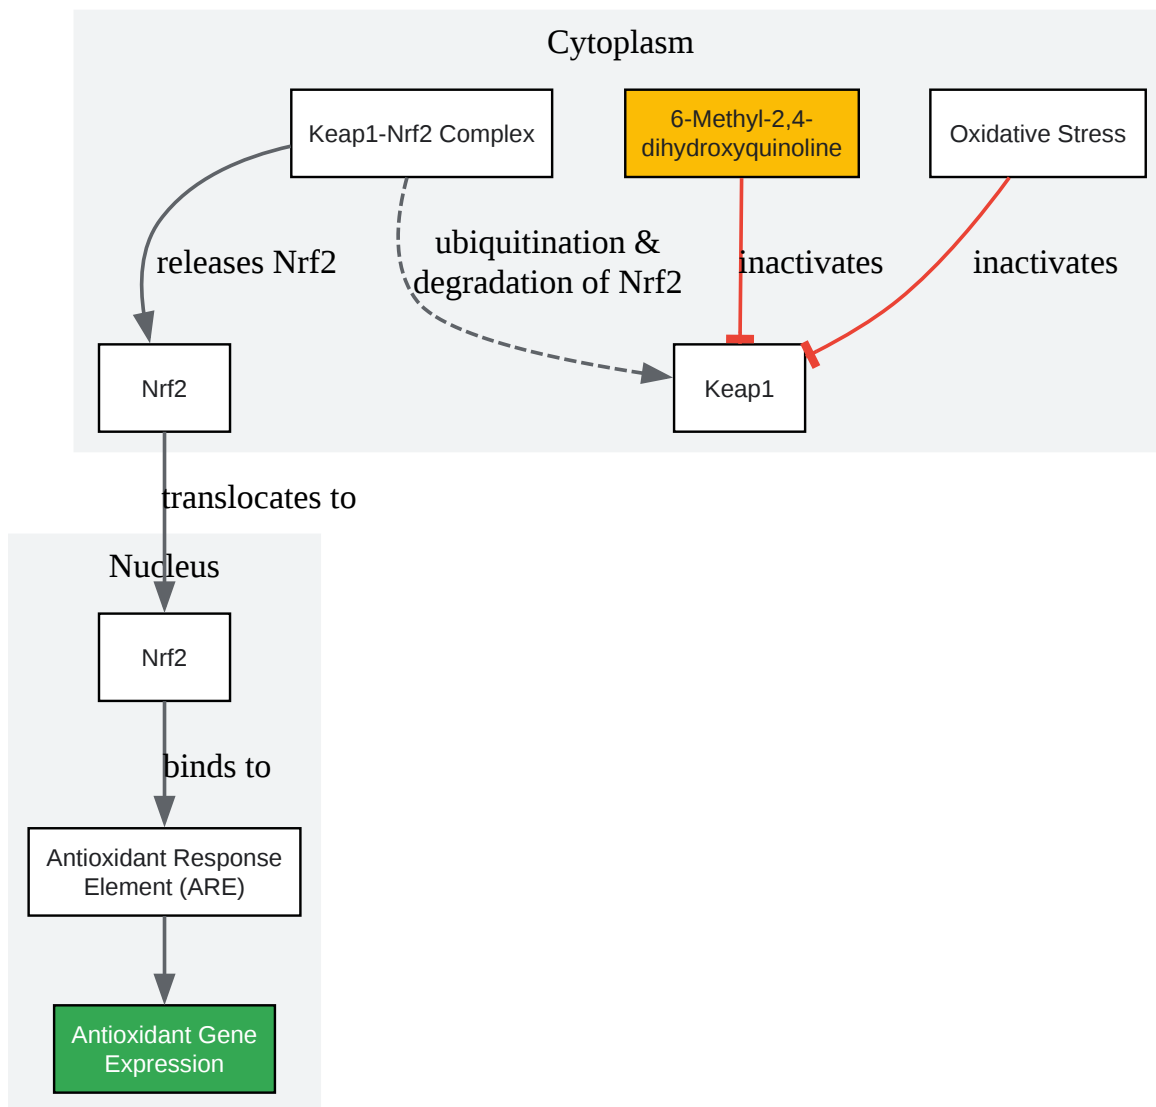 Cytoplasm
Keap1-Nrf2 Complex
6-Methyl-2,4-
dihydroxyquinoline
Oxidative Stress
releases Nrf2
ubiquitination &
degradation of Nrf2
inactivates
inactivates
Nrf2
Keap1
translocates to
Nucleus
Nrf2
binds to
Antioxidant Response
Element (ARE)
Antioxidant Gene
Expression